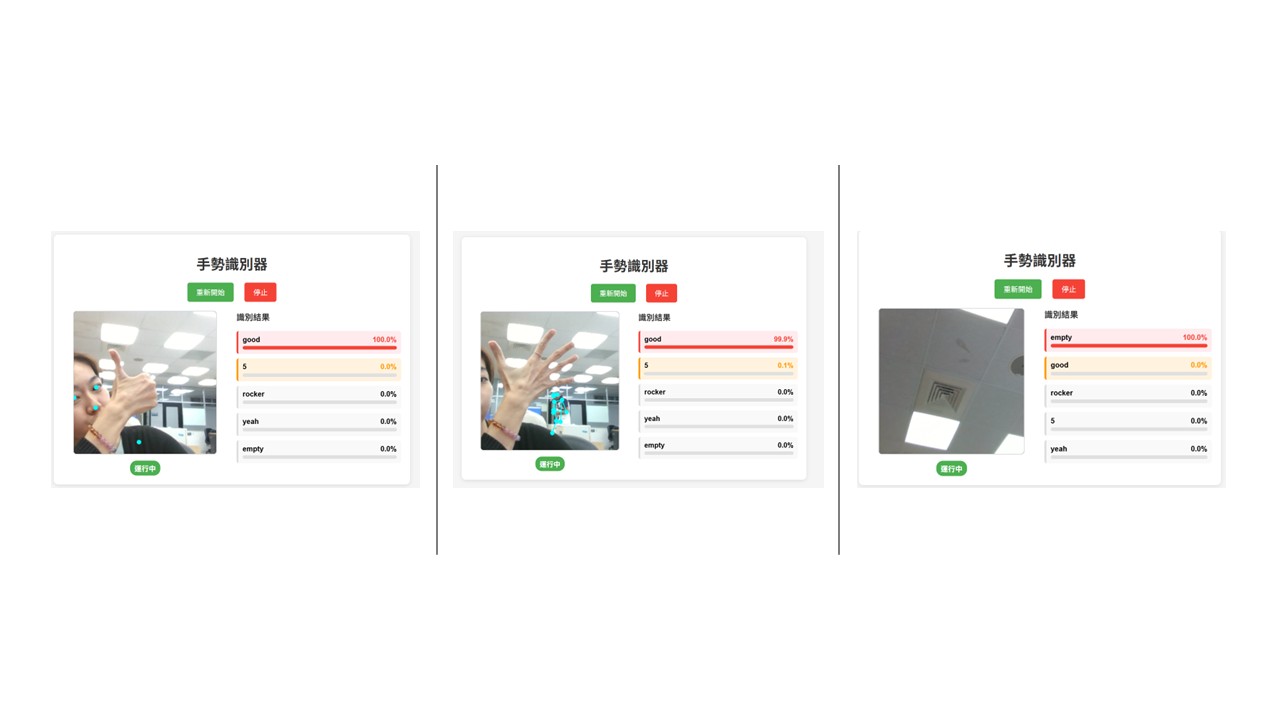 手勢識別器
重新開始 停止
識別結果
good 100.0%
5 0.0%
rocker 0.0%
yeah 0.0%
empty 0.0%
運行中
手勢識別器
重新開始 停止
識別結果
good 99.9%
5 0.1%
rocker 0.0%
yeah 0.0%
empty 0.0%
運行中
手勢識別器
重新開始 停止
識別結果
empty 100.0%
good 0.0%
rocker 0.0%
5 0.0%
yeah 0.0%
運行中